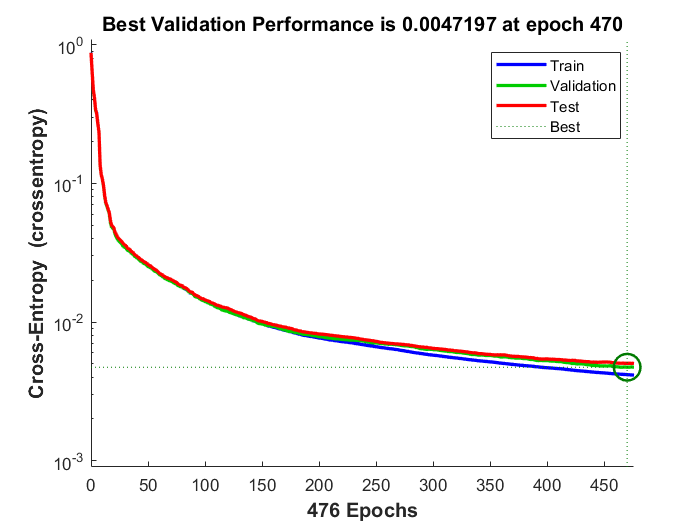 Best Validation Performance is 0.0047197 at epoch 470
Cross-Entropy (crossentropy)
10^0
10^-1
10^-2
10^-3
Train
Validation
Test
Best
0 50 100 150 200 250 300 350 400 450
476 Epochs